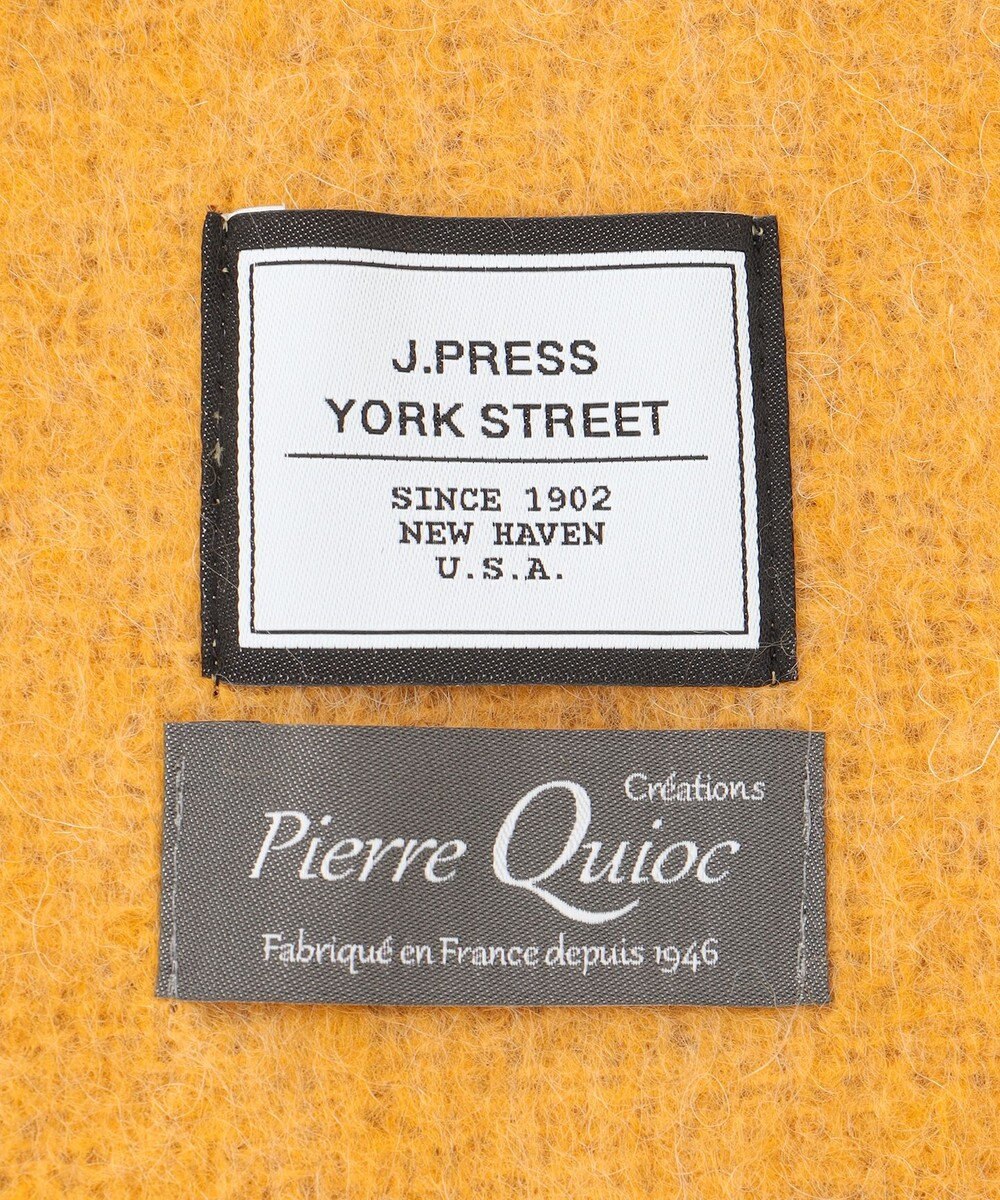 J.PRESS
YORK STREET
SINCE 1902
NEW HAVEN
U.S.A.
Créations
Pierre Quioc
Fabriqué en France depuis 1946